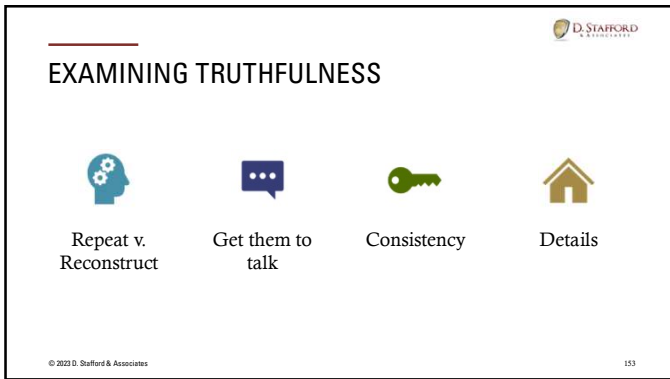 D. STAFFORD
& ASSOCIATES
EXAMINING TRUTHFULNESS
Repeat v.
Reconstruct
Get them to
talk
Consistency
Details
© 2023 D. Stafford & Associates
153